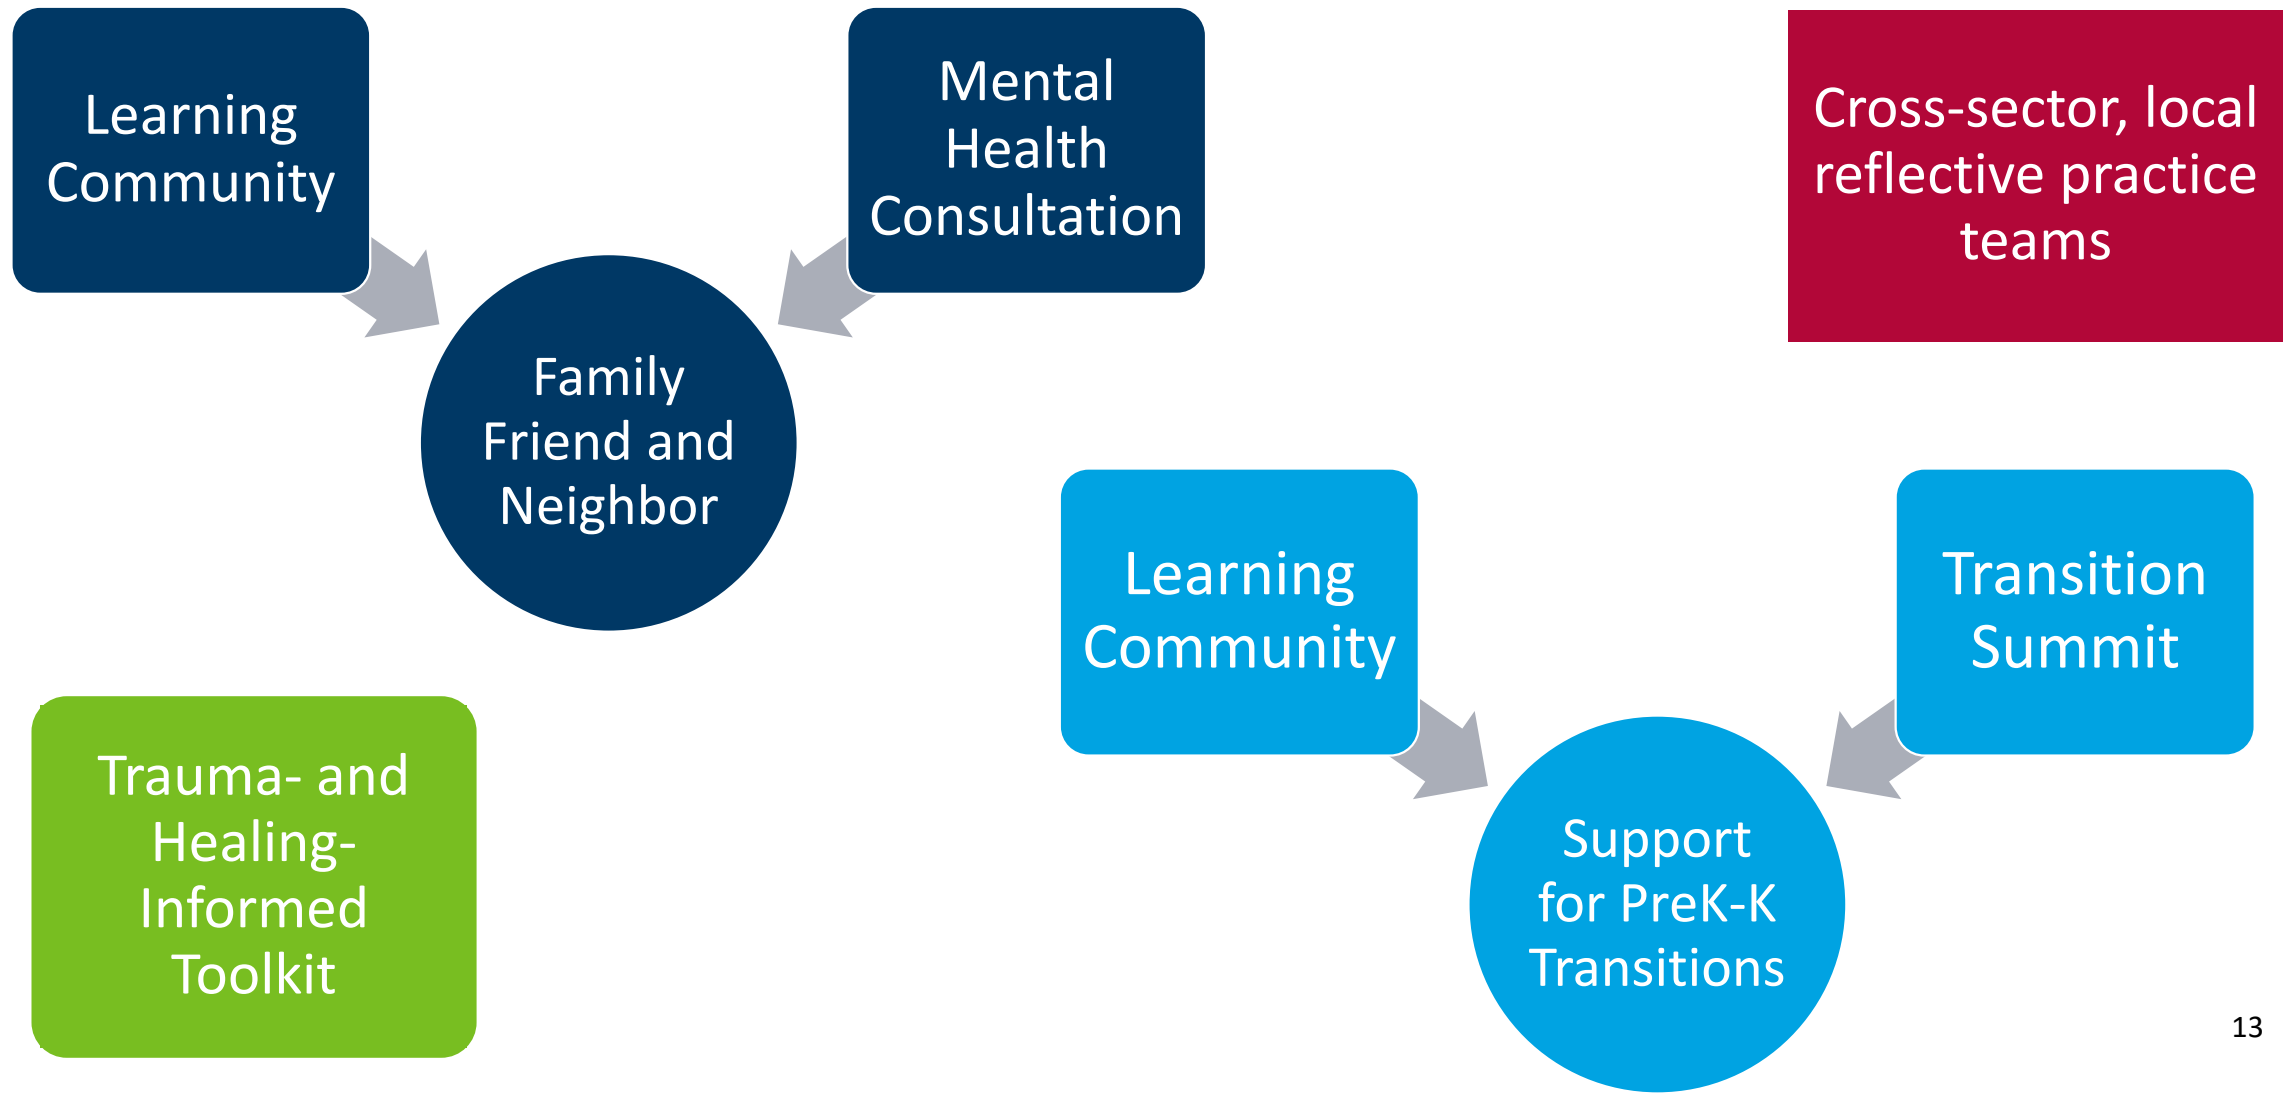 Learning
Community
Mental
Health
Consultation
Family
Friend and
Neighbor
Cross-sector, local
reflective practice
teams
Trauma- and
Healing-
Informed
Toolkit
Learning
Community
Transition
Summit
Support
for PreK-K
Transitions
13